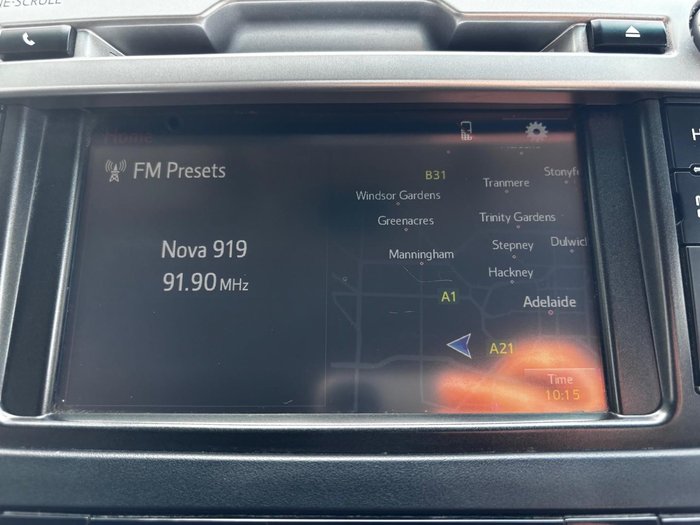 Home
FM Presets
Nova 919
91.90 MHz
B31
Tranmere
Windsor Gardens
Greenacres
Trinity Gardens
Manningham
Stepney
Hackney
A1
Adelaide
A21
Time
10:15
H